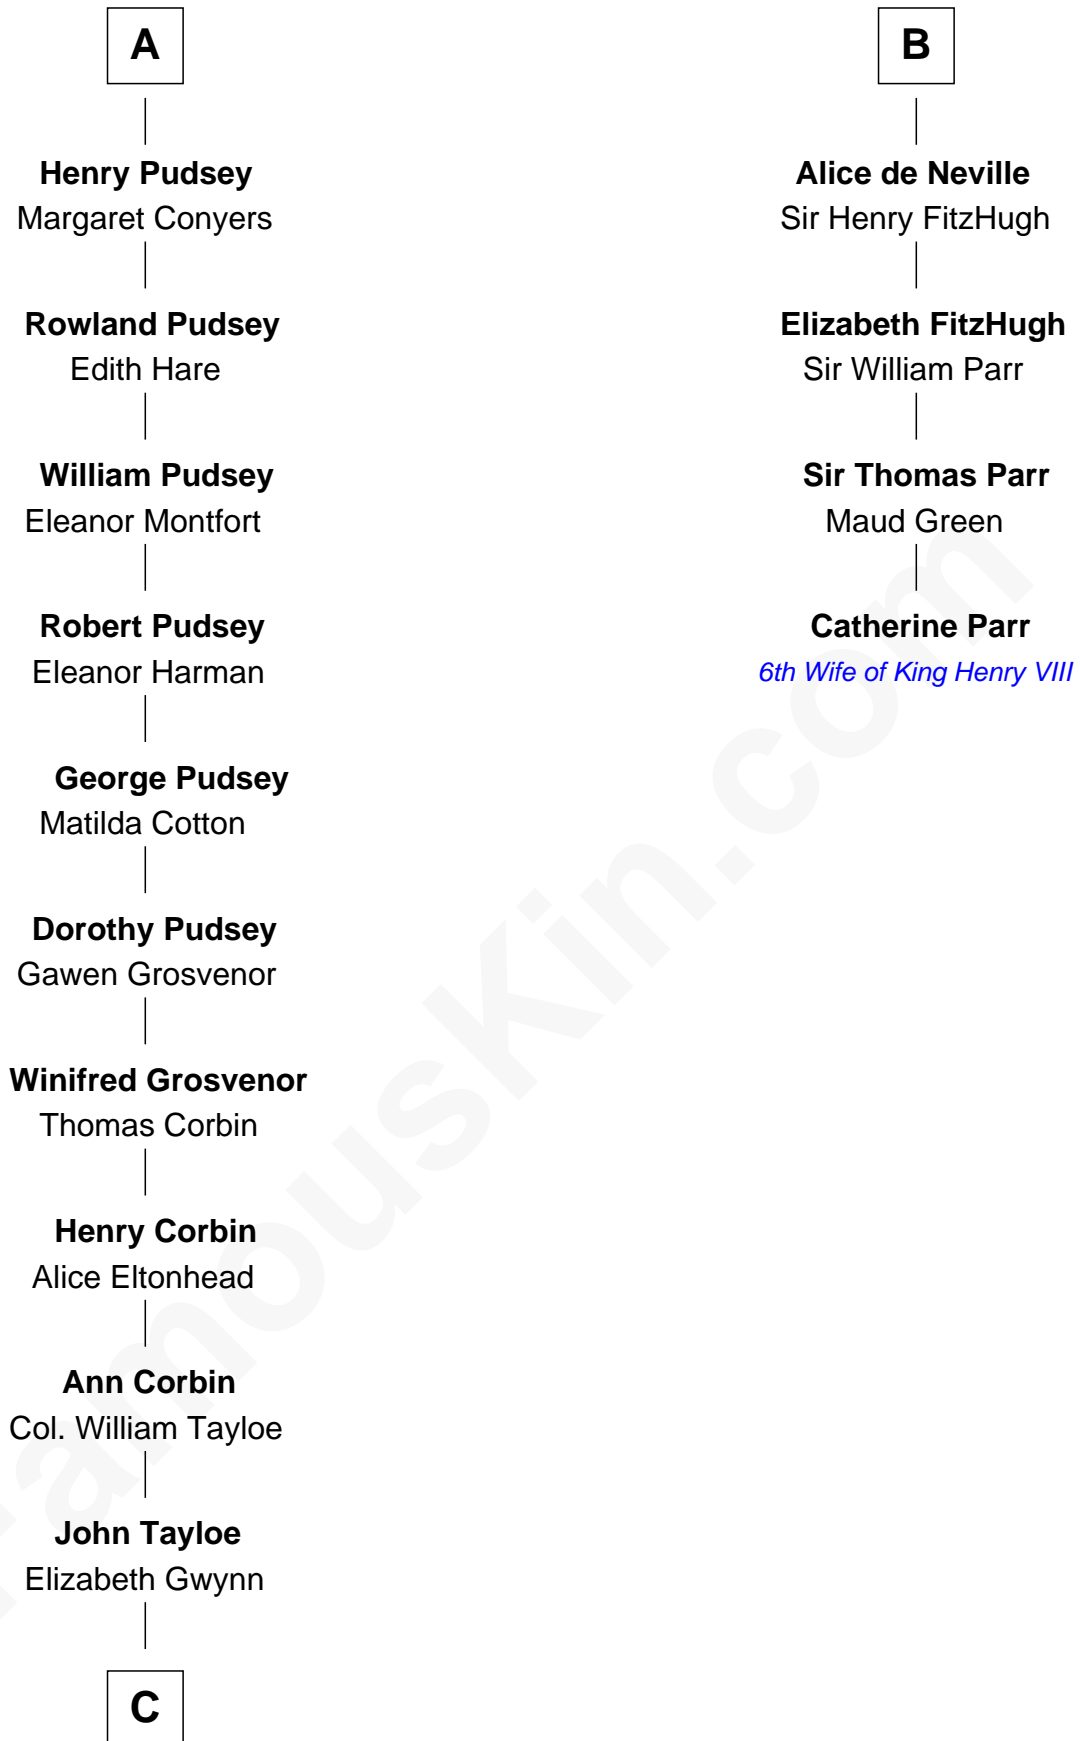 A
Henry Pudsey
Margaret Conyers
Rowland Pudsey
Edith Hare
William Pudsey
Eleanor Montfort
Robert Pudsey
Eleanor Harman
George Pudsey
Matilda Cotton
Dorothy Pudsey
Gawen Grosvenor
Winifred Grosvenor
Thomas Corbin
Henry Corbin
Alice Eltonhead
Ann Corbin
Col. William Tayloe
John Tayloe
Elizabeth Gwynn
C
B
Alice de Neville
Sir Henry FitzHugh
Elizabeth FitzHugh
Sir William Parr
Sir Thomas Parr
Maud Green
Catherine Parr
6th Wife of King Henry VIII
FamousKin.com